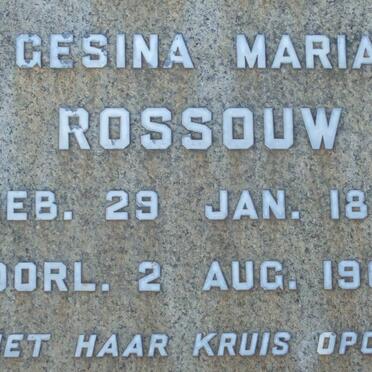 GESINA MARIA
ROSSOUW
EB. 29 JAN. 18
OORL. 2 AUG. 19
ET HAAR KRUIS OP